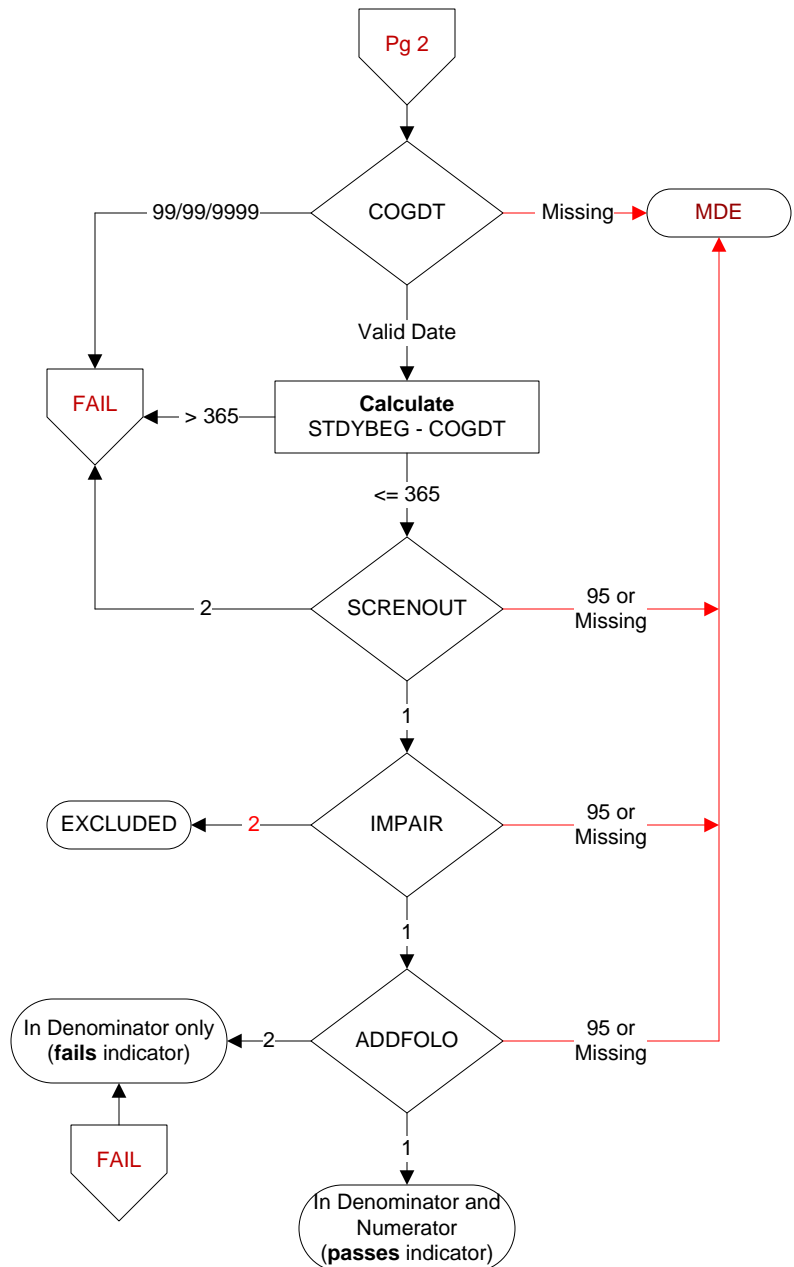 Pg 2
99/99/9999
COGDT
Missing
MDE
Valid Date
FAIL
> 365
Calculate
STDYBEG - COGDT
<= 365
2
SCRENOUT
95 or
Missing
1
EXCLUDED
2
IMPAIR
95 or
Missing
1
In Denominator only
(fails indicator)
2
ADDFOLO
95 or
Missing
FAIL
1
In Denominator and
Numerator
(passes indicator)